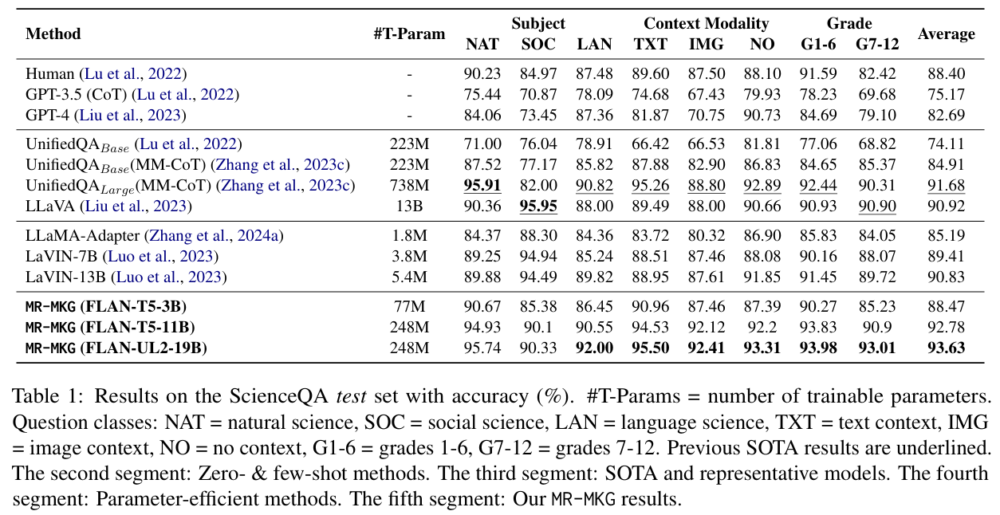 Method #T-Param Subject Context Modality Grade Average
NAT SOC LAN TXT IMG NO G1-6 G7-12
Human (Lu et al., 2022) - 90.23 84.97 87.48 89.60 87.50 88.10 91.59 82.42 88.40
GPT-3.5 (CoT) (Lu et al., 2022) - 75.44 70.87 78.09 74.68 67.43 79.93 78.23 69.68 75.17
GPT-4 (Liu et al., 2023) - 84.06 73.45 87.36 81.87 70.75 90.73 84.69 79.10 82.69
UnifiedQABase (Lu et al., 2022) 223M 71.00 76.04 78.91 66.42 66.53 81.81 77.06 68.82 74.11
UnifiedQABase(MM-CoT) (Zhang et al., 2023c) 223M 87.52 77.17 85.82 87.88 82.90 86.83 84.65 85.37 84.91
UnifiedQALarge(MM-CoT) (Zhang et al., 2023c) 738M 95.91 82.00 90.82 95.26 88.80 92.89 92.44 90.31 91.68
LLaVA (Liu et al., 2023) 13B 90.36 95.95 88.00 89.49 88.00 90.66 90.93 90.90 90.92
LLaMA-Adapter (Zhang et al., 2024a) 1.8M 84.37 88.30 84.36 83.72 80.32 86.90 85.83 84.05 85.19
LaVIN-7B (Luo et al., 2023) 3.8M 89.25 94.94 85.24 88.51 87.46 88.08 90.16 88.07 89.41
LaVIN-13B (Luo et al., 2023) 5.4M 89.88 94.49 89.82 88.95 87.61 91.85 91.45 89.72 90.83
MR-MKG (FLAN-T5-3B) 77M 90.67 85.38 86.45 90.96 87.46 87.39 90.27 85.23 88.47
MR-MKG (FLAN-T5-11B) 248M 94.93 90.1 90.55 94.53 92.12 92.2 93.83 90.9 92.78
MR-MKG (FLAN-UL2-19B) 248M 95.74 90.33 92.00 95.50 92.41 93.31 93.98 93.01 93.63
Table 1: Results on the ScienceQA test set with accuracy (%). #T-Params = number of trainable parameters.
Question classes: NAT = natural science, SOC = social science, LAN = language science, TXT = text context, IMG
= image context, NO = no context, G1-6 = grades 1-6, G7-12 = grades 7-12. Previous SOTA results are underlined.
The second segment: Zero- & few-shot methods. The third segment: SOTA and representative models. The fourth
segment: Parameter-efficient methods. The fifth segment: Our MR-MKG results.